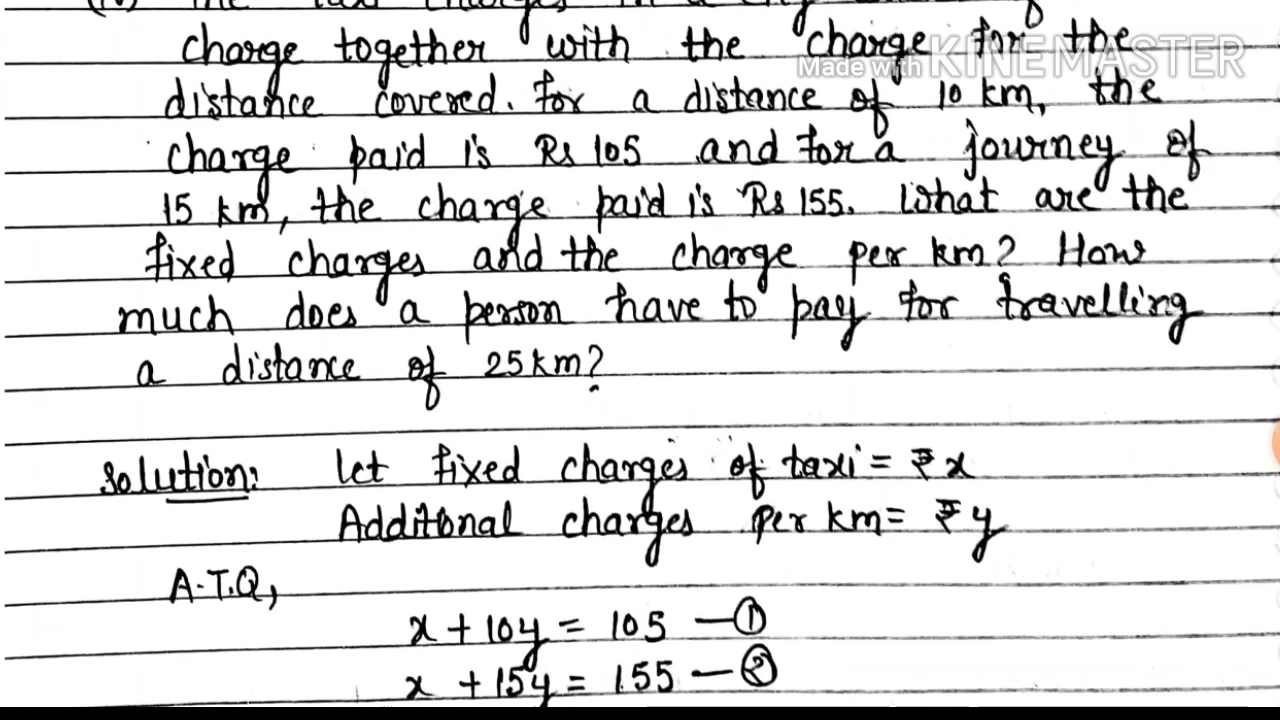 charge together with the charge for the
Made with KINEMASTER
distance covered. For a distance of 10 km, the
charge paid is Rs 105 and for a journey of
15 km, the charge paid is Rs 155. What are the
fixed charges and the charge per km? How
much does a person have to pay for travelling
a distance of 25km?
Solution: Let fixed charges of taxi = ₹ x
Additonal charges per km = ₹ y
A.T.Q,
x + 10y = 105 —①
x + 15y = 155 —②